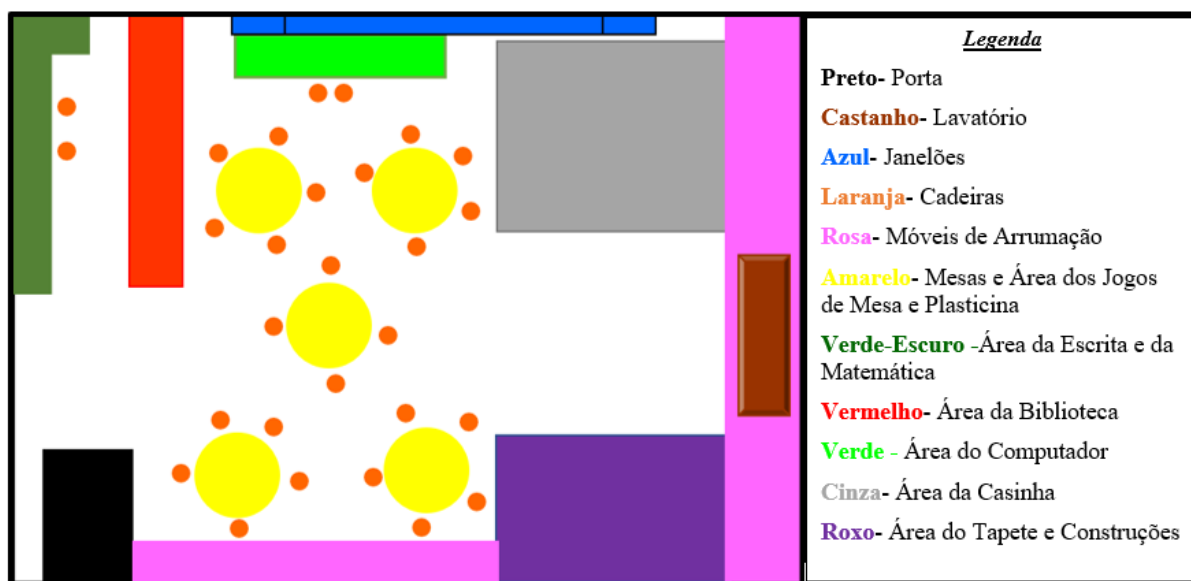 Legenda
Preto- Porta
Castanho- Lavatório
Azul- Janelões
Laranja- Cadeiras
Rosa- Móveis de Arrumação
Amarelo- Mesas e Área dos Jogos
de Mesa e Plasticina
Verde-Escuro -Área da Escrita e da
Matemática
Vermelho- Área da Biblioteca
Verde - Área do Computador
Cinza- Área da Casinha
Roxo- Área do Tapete e Construções